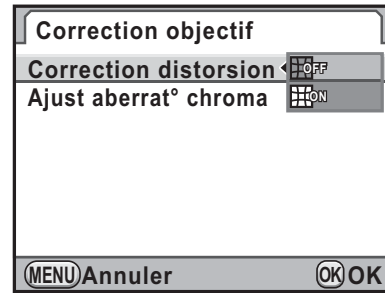 Correction objectif
Correction distorsion OFF
Ajust aberrat° chroma ON
MENU Annuler OK OK